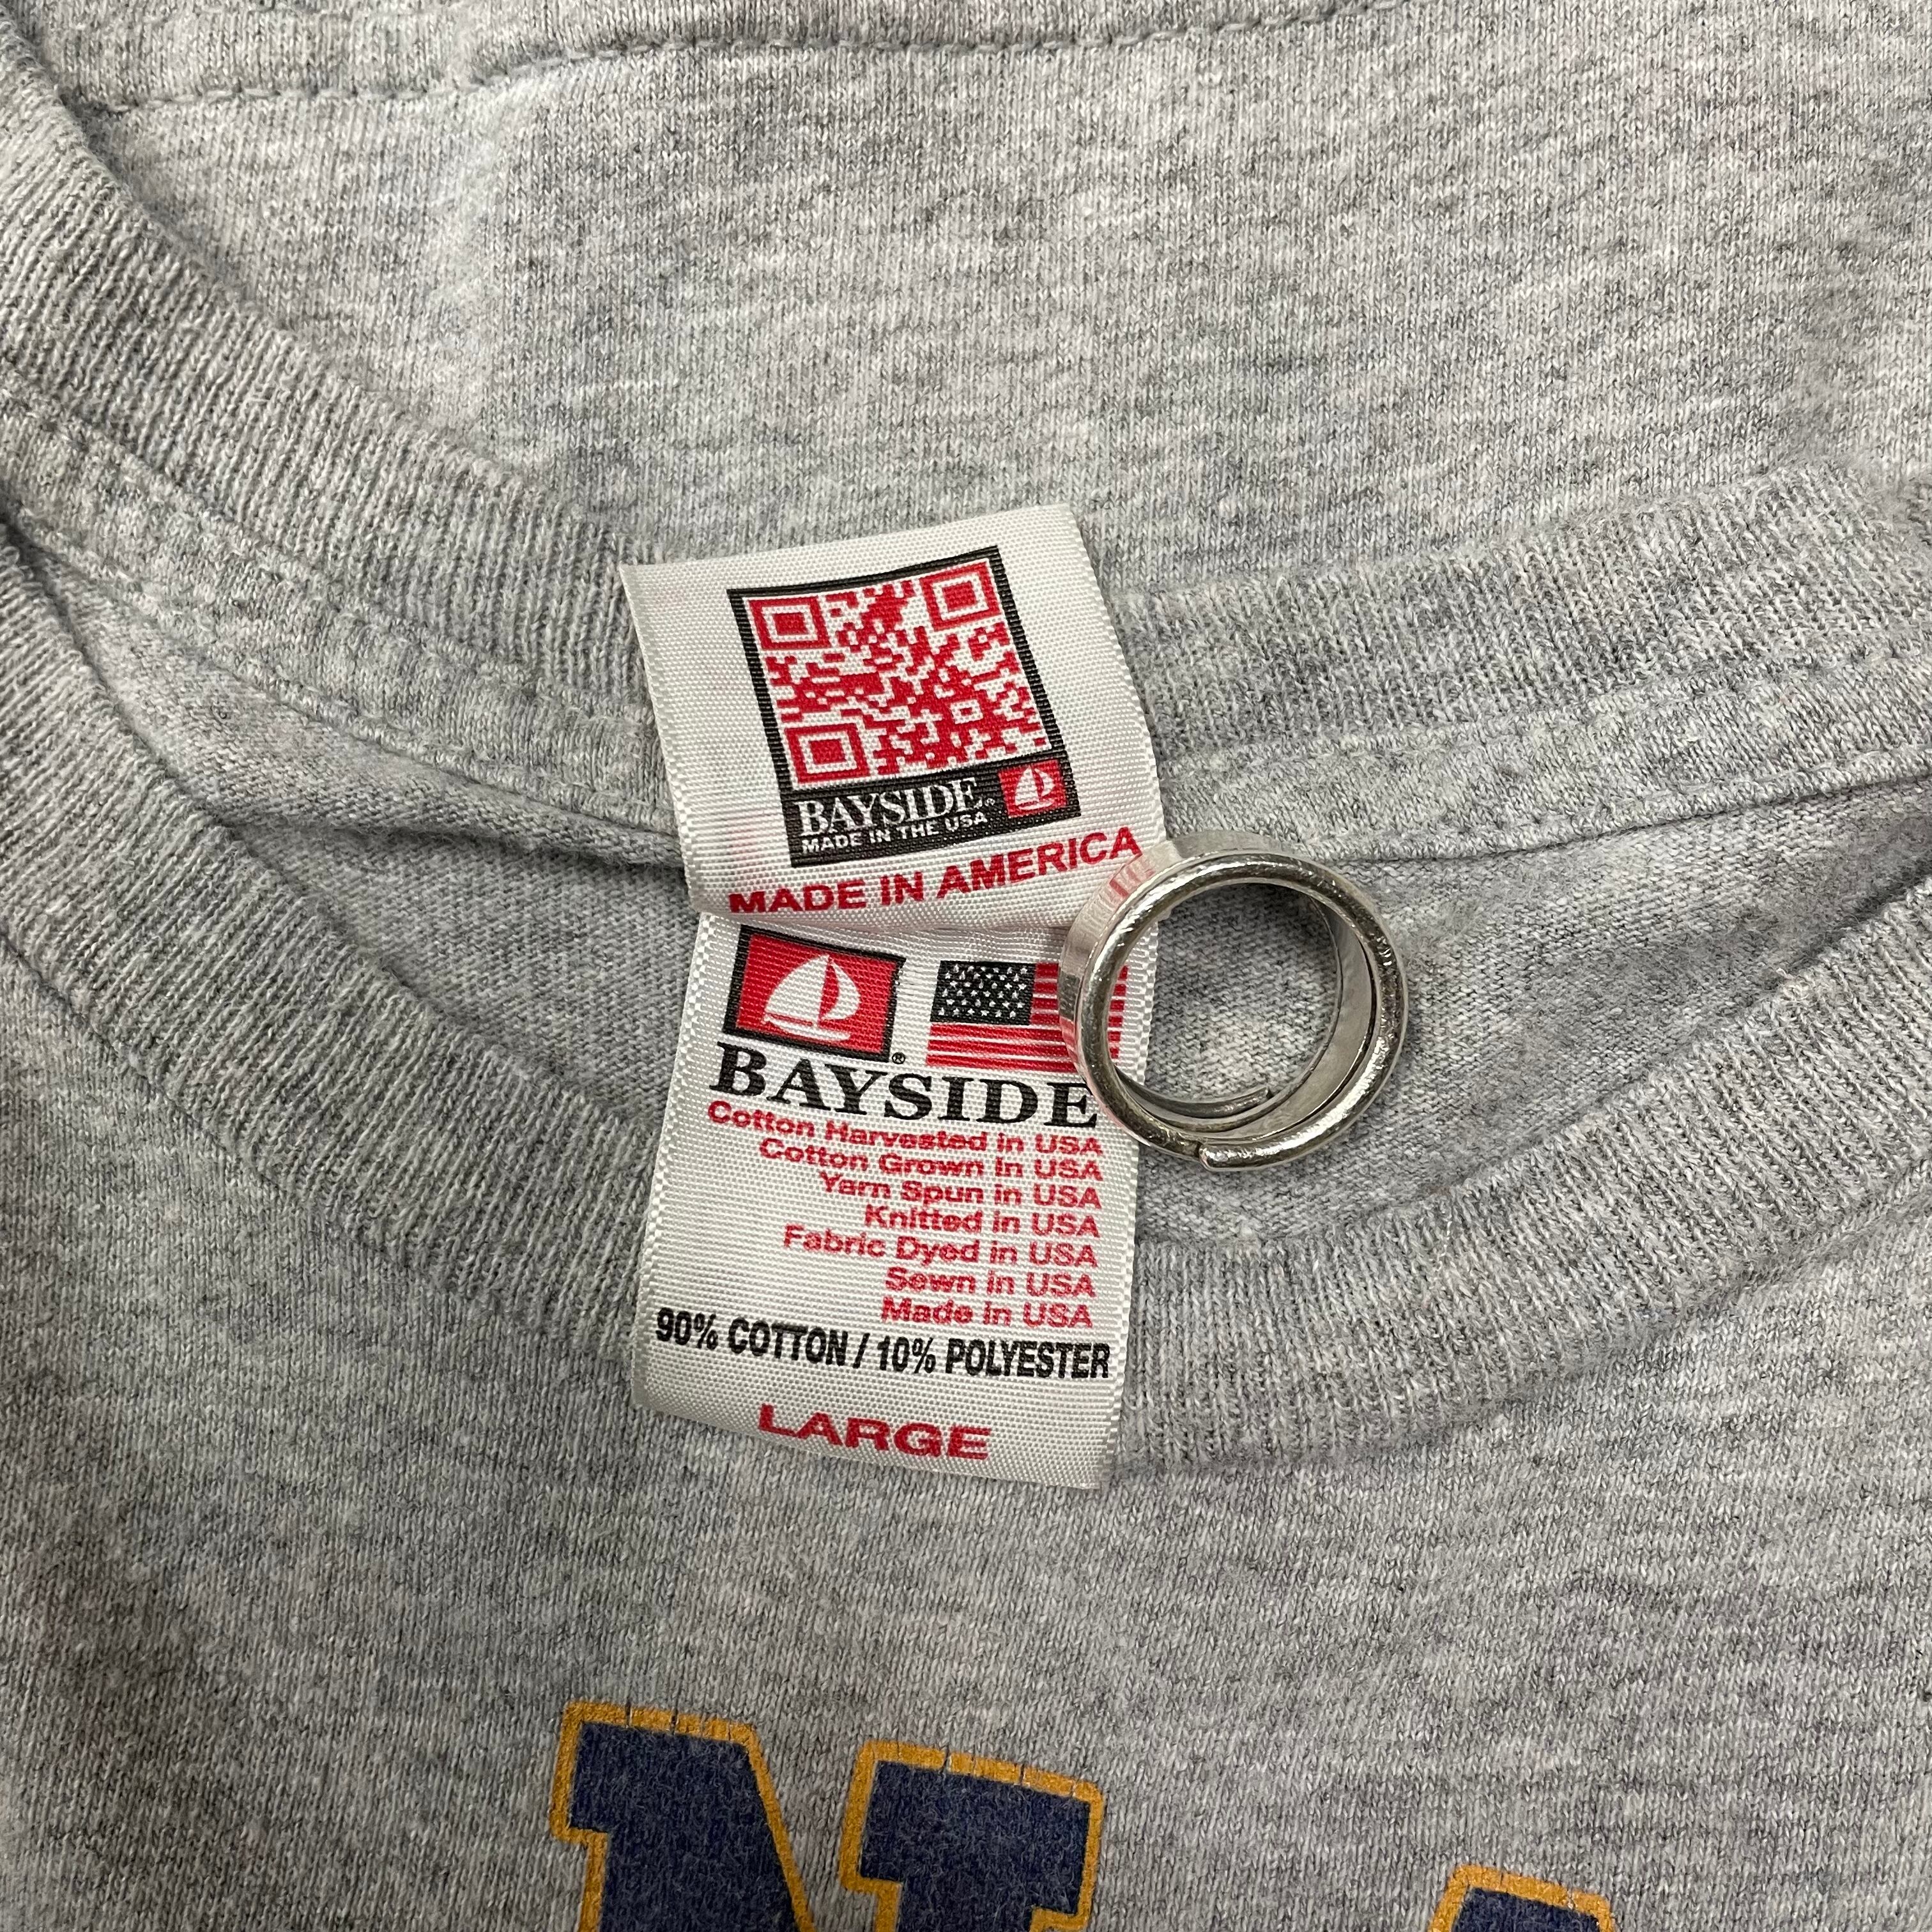 BAYSIDE®
MADE IN THE USA
MADE IN AMERICA
®
BAYSIDE
Cotton Harvested in USA
Cotton Grown in USA
Yarn Spun in USA
Knitted in USA
Fabric Dyed in USA
Sewn in USA
Made in USA
90% COTTON / 10% POLYESTER
LARGE
N